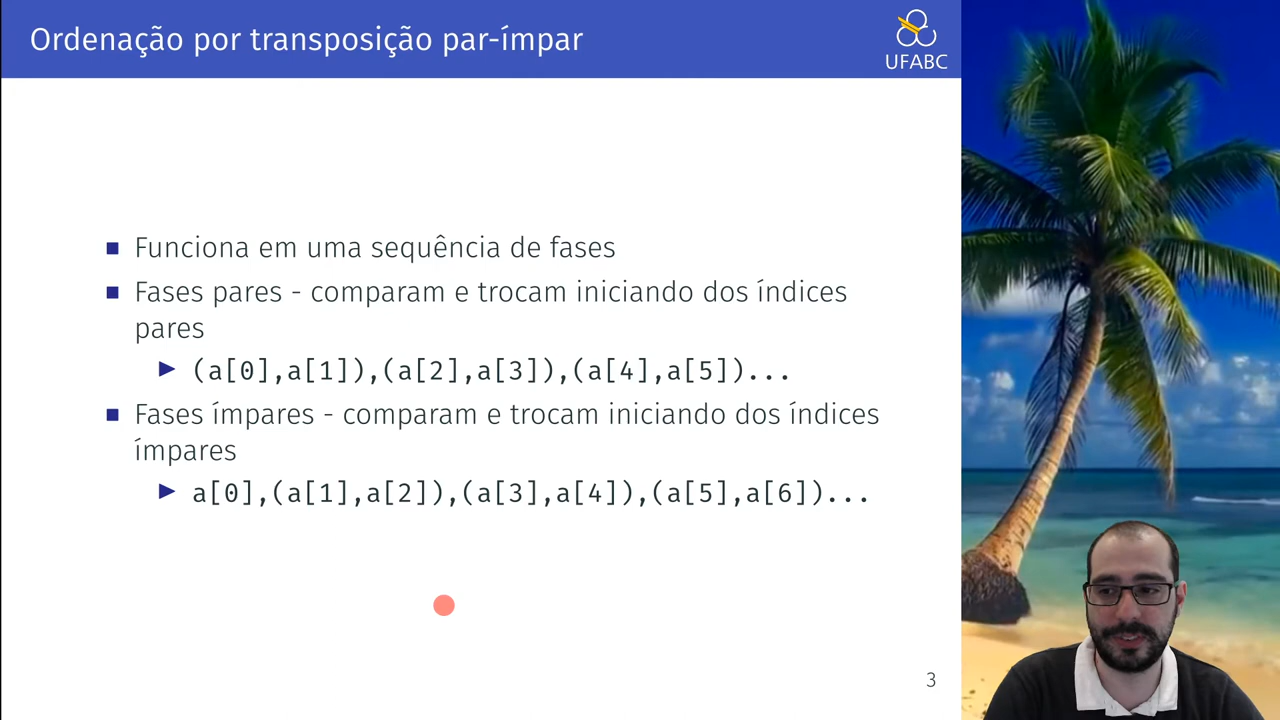 Ordenação por transposição par-ímpar
UFABC
Funciona em uma sequência de fases
Fases pares - comparam e trocam iniciando dos índices
pares
(a[0],a[1]),(a[2],a[3]),(a[4],a[5])...
Fases ímpares - comparam e trocam iniciando dos índices
ímpares
a[0],(a[1],a[2]),(a[3],a[4]),(a[5],a[6])...
3